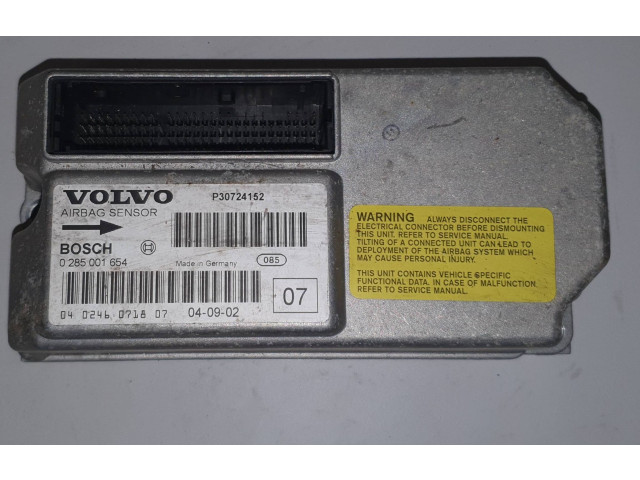 VOLVO P30724152
AIRBAG SENSOR
BOSCH
0 285 001 654 Made in Germany 085
07
04 0246 0718 07 04-09-02
WARNING ALWAYS DISCONNECT THE
ELECTRICAL CONNECTOR BEFORE DISMOUNTING
THIS UNIT. REFER TO SERVICE MANUAL.
TILTING OF A CONNECTED UNIT CAN LEAD TO
DEPLOYMENT OF THE AIRBAG SYSTEM WHICH
MAY CAUSE PERSONAL INJURY.
THIS UNIT CONTAINS VEHICLE SPECIFIC
FUNCTIONAL DATA. IN CASE OF MALFUNCTION,
REFER TO SERVICE MANUAL.